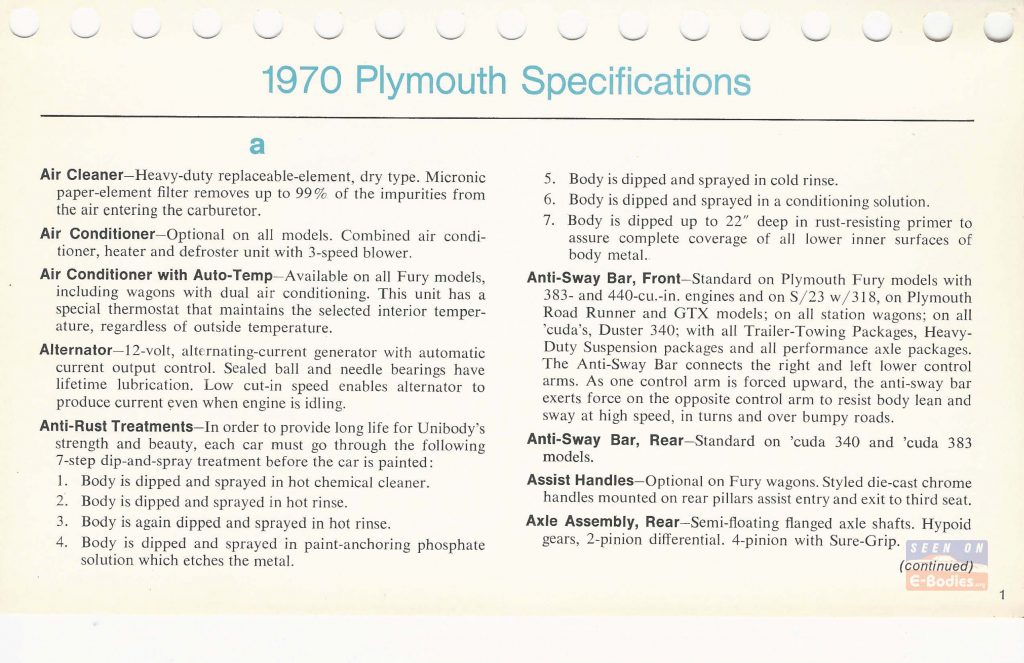 1970 Plymouth Specifications
a
Air Cleaner—Heavy-duty replaceable-element, dry type. Micronic
paper-element filter removes up to 99% of the impurities from
the air entering the carburetor.
Air Conditioner—Optional on all models. Combined air condi-
tioner, heater and defroster unit with 3-speed blower.
Air Conditioner with Auto-Temp—Available on all Fury models,
including wagons with dual air conditioning. This unit has a
special thermostat that maintains the selected interior temper-
ature, regardless of outside temperature.
Alternator—12-volt, alternating-current generator with automatic
current output control. Sealed ball and needle bearings have
lifetime lubrication. Low cut-in speed enables alternator to
produce current even when engine is idling.
Anti-Rust Treatments—In order to provide long life for Unibody's
strength and beauty, each car must go through the following
7-step dip-and-spray treatment before the car is painted:
1. Body is dipped and sprayed in hot chemical cleaner.
2. Body is dipped and sprayed in hot rinse.
3. Body is again dipped and sprayed in hot rinse.
4. Body is dipped and sprayed in paint-anchoring phosphate
solution which etches the metal.
5. Body is dipped and sprayed in cold rinse.
6. Body is dipped and sprayed in a conditioning solution.
7. Body is dipped up to 22" deep in rust-resisting primer to
assure complete coverage of all lower inner surfaces of
body metal.
Anti-Sway Bar, Front—Standard on Plymouth Fury models with
383- and 440-cu.-in. engines and on S/23 w/318, on Plymouth
Road Runner and GTX models; on all station wagons; on all
'cuda's, Duster 340; with all Trailer-Towing Packages, Heavy-
Duty Suspension packages and all performance axle packages.
The Anti-Sway Bar connects the right and left lower control
arms. As one control arm is forced upward, the anti-sway bar
exerts force on the opposite control arm to resist body lean and
sway at high speed, in turns and over bumpy roads.
Anti-Sway Bar, Rear—Standard on 'cuda 340 and 'cuda 383
models.
Assist Handles—Optional on Fury wagons. Styled die-cast chrome
handles mounted on rear pillars assist entry and exit to third seat.
Axle Assembly, Rear—Semi-floating flanged axle shafts. Hypoid
gears, 2-pinion differential. 4-pinion with Sure-Grip.
SEEN ON
(continued)
E-Bodies.org
1